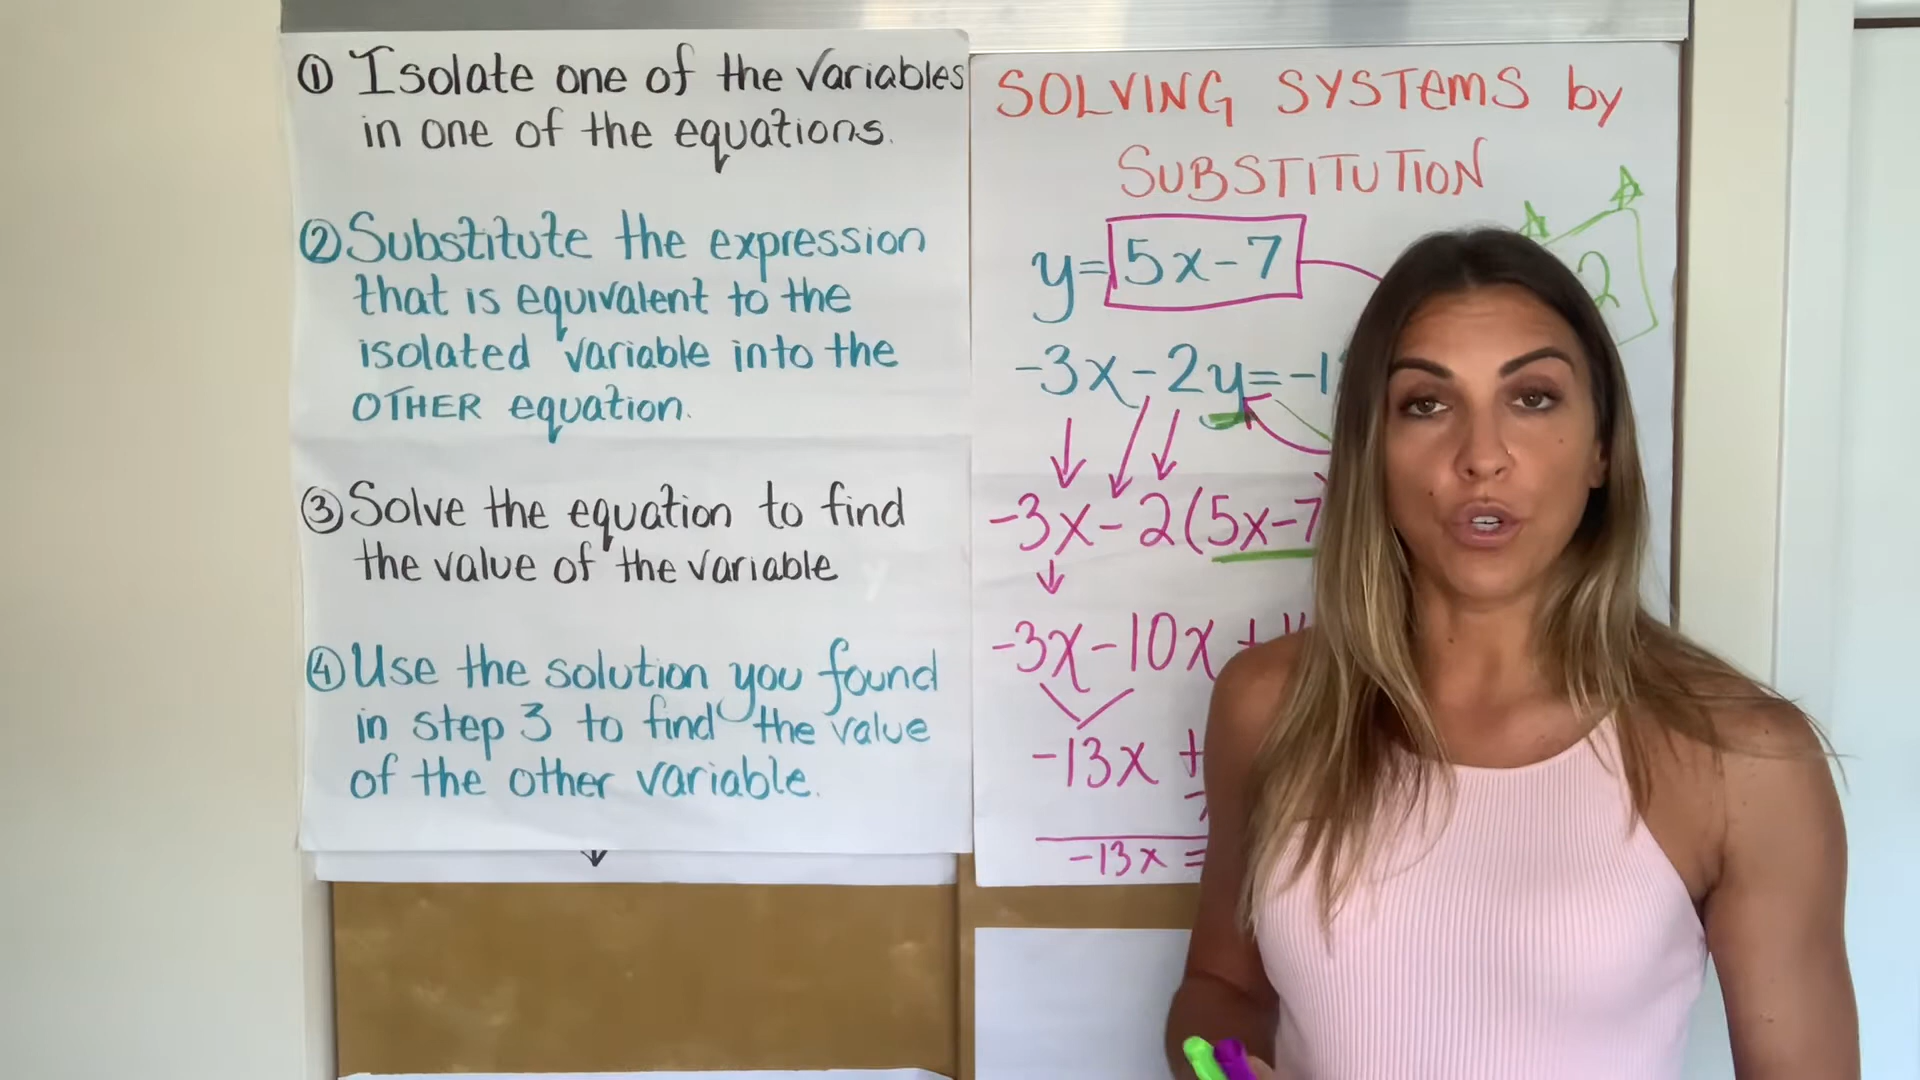 ① Isolate one of the variables
in one of the equations.
② Substitute the expression
that is equivalent to the
isolated variable into the
OTHER equation.
③ Solve the equation to find
the value of the variable
④ Use the solution you found
in step 3 to find the value
of the other variable.
SOLVING SYSTEMS by
SUBSTITUTION
y=5x-7
2
-3x-2y=-1
-3x-2(5x-7
-3x-10x+
-13x +
-13x =